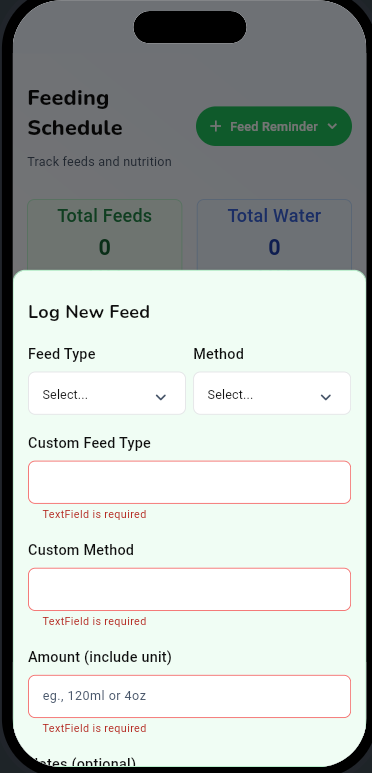 Feeding
Schedule
Feed Reminder
Track feeds and nutrition
Total Feeds
Total Water
0
0
Log New Feed
Feed Type
Method
Select...
Select...
Custom Feed Type
TextField is required
Custom Method
TextField is required
Amount (include unit)
eg., 120ml or 4oz
TextField is required
Notes (optional)